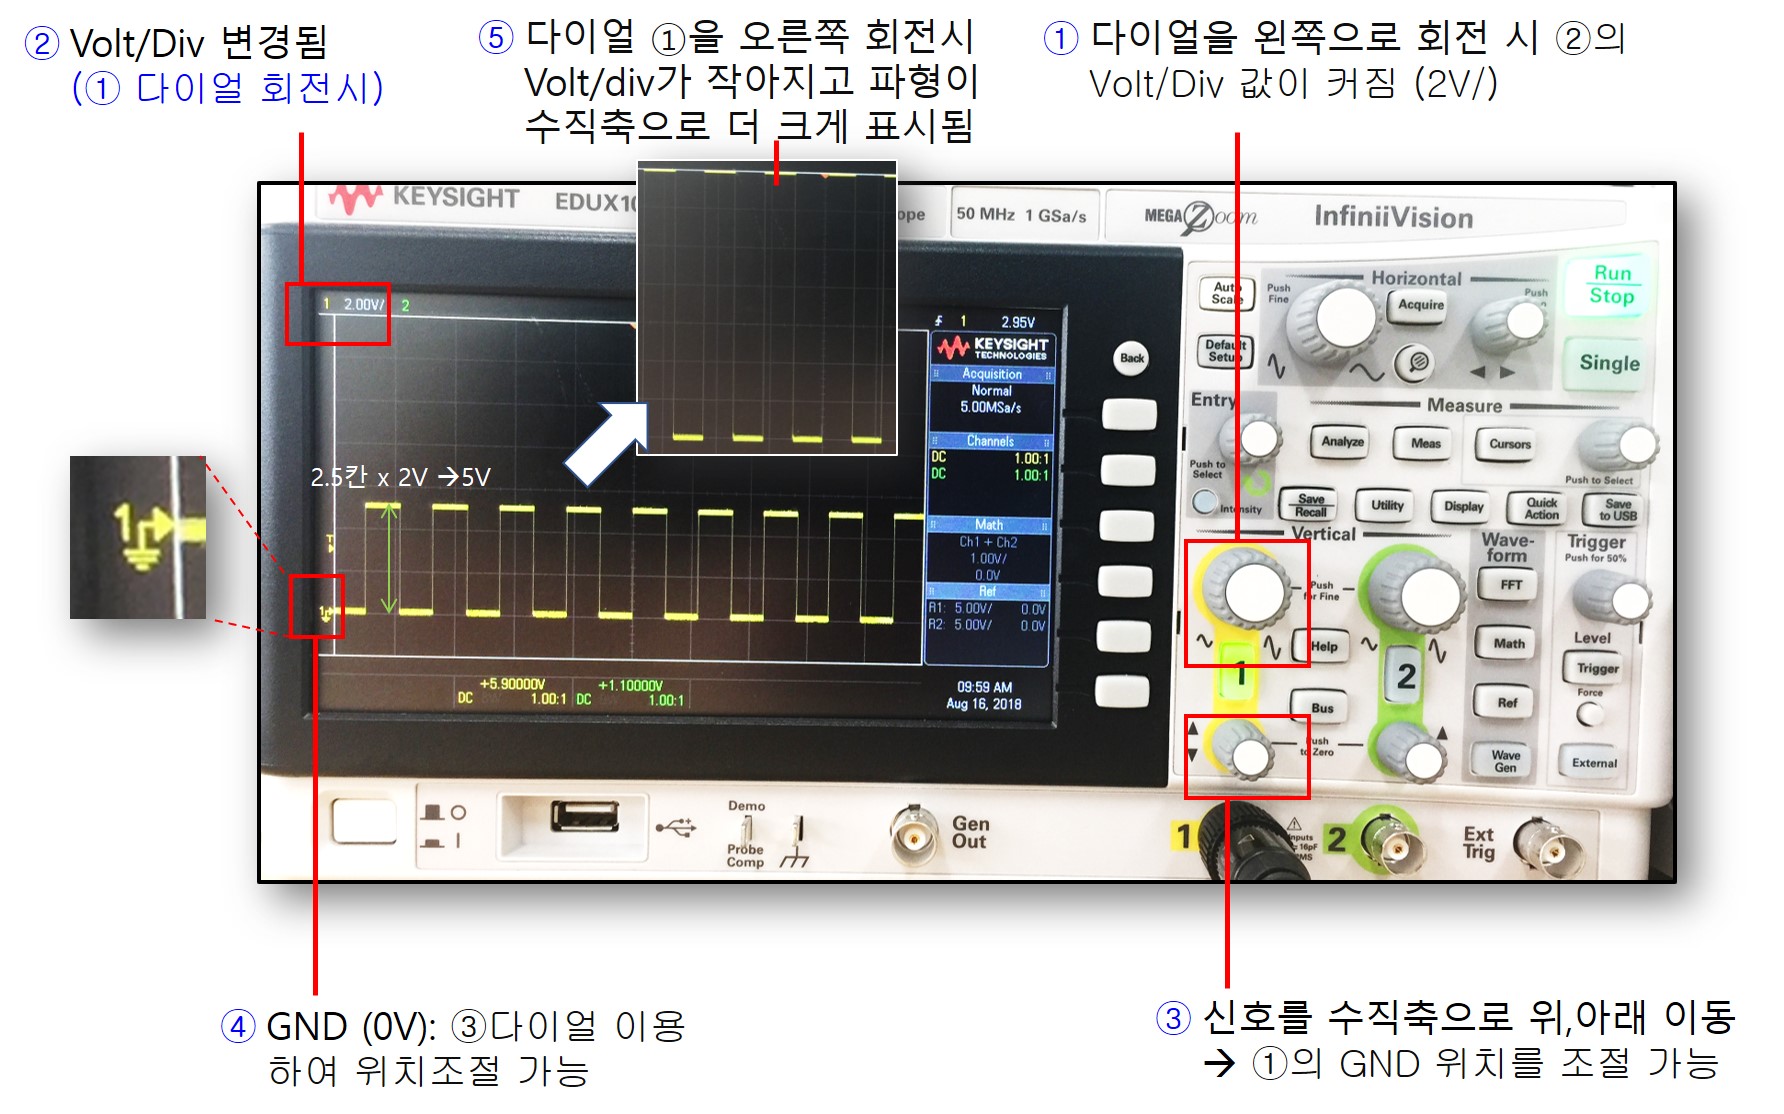 ② Volt/Div 변경됨
(① 다이얼 회전시)
⑤ 다이얼 ①을 오른쪽 회전시
Volt/div가 작아지고 파형이
수직축으로 더 크게 표시됨
① 다이얼을 왼쪽으로 회전 시 ②의
Volt/Div 값이 커짐 (2V/)
KEYSIGHT EDUX10
ope
50 MHz 1 GSa/s
MEGA Zoom
InfiniiVision
1 2.00V/ 2
1 2.95V
KEYSIGHT
TECHNOLOGIES
Acquisition
Normal
5.00MSa/s
Channels
DC 1.00:1
DC 1.00:1
Math
Ch1 + Ch2
1.00V/
0.0V
Ref
R1: 5.00V/ 0.0V
R2: 5.00V/ 0.0V
2.5칸 x 2V →5V
T
1
1
+5.90000V +1.10000V
DC 1.00:1 DC 1.00:1
09:59 AM
Aug 16, 2018
Back
Auto
Scale
Push
Fine
Horizontal
Acquire
Push
Run
Stop
Default
Setup
Single
Entry
Push to
Select
Intensity
Measure
Analyze
Meas
Cursors
Push to Select
Save
Recall
Utility
Display
Quick
Action
Save
to USB
Vertical
Push
for Fine
Help
1
2
Bus
Push
to Zero
Wave-
form
FFT
Math
Ref
Wave
Gen
Trigger
Push for 50%
Level
Trigger
Force
External
Demo
Probe
Comp
Gen
Out
1
2
Ext
Trig
④ GND (0V): ③다이얼 이용
하여 위치조절 가능
③ 신호를 수직축으로 위,아래 이동
→ ①의 GND 위치를 조절 가능